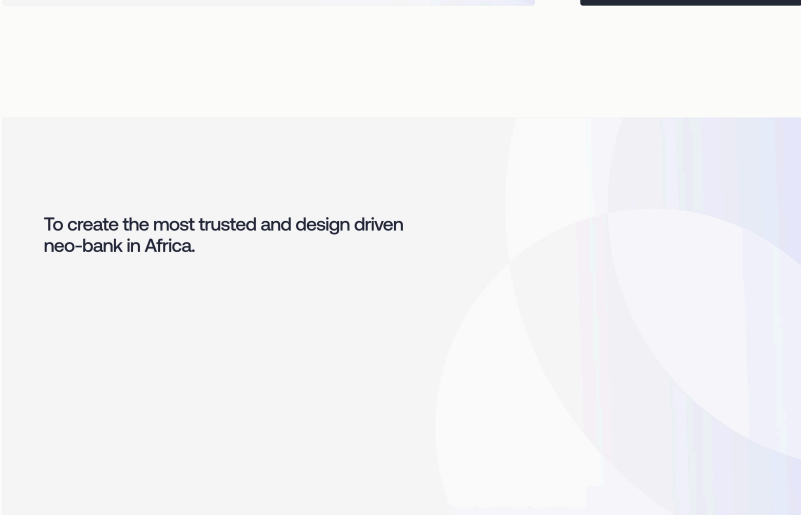 To create the most trusted and design driven
neo-bank in Africa.